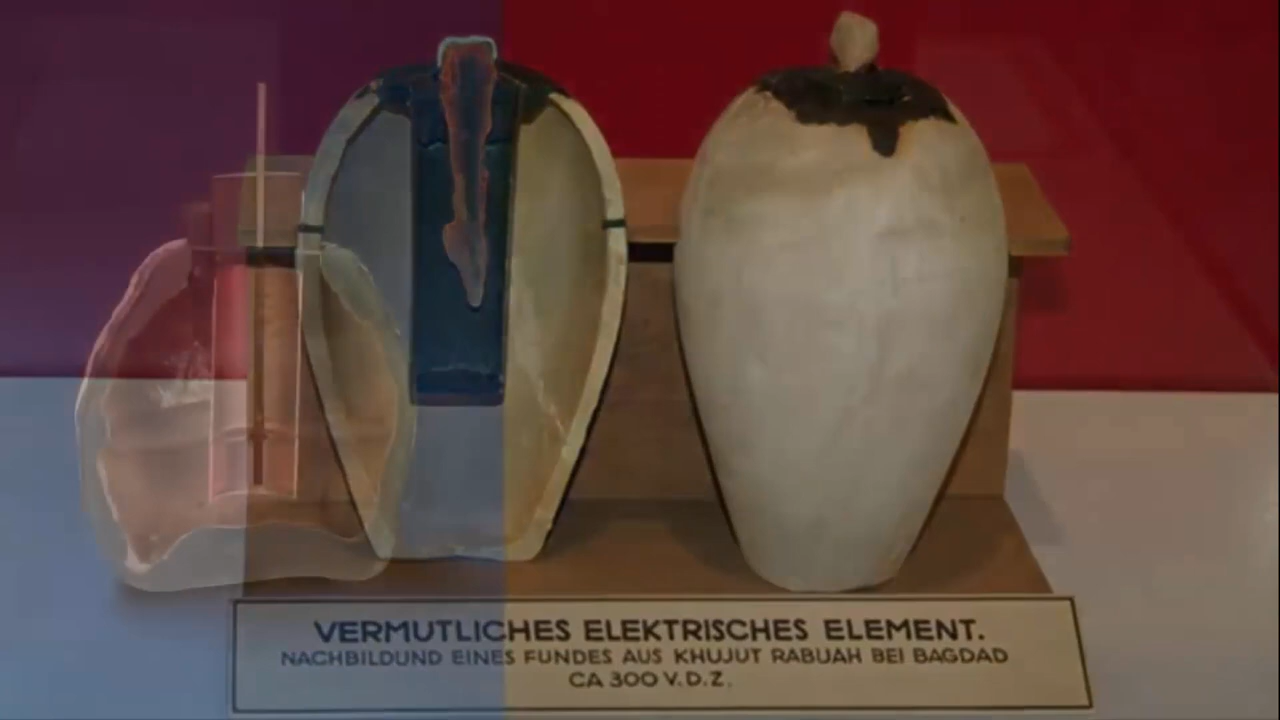 VERMUTLICHES ELEKTRISCHES ELEMENT.
NACHBILDUND EINES FUNDES AUS KHUJUT RABUAH BEI BAGDAD
CA 300 V.D.Z.